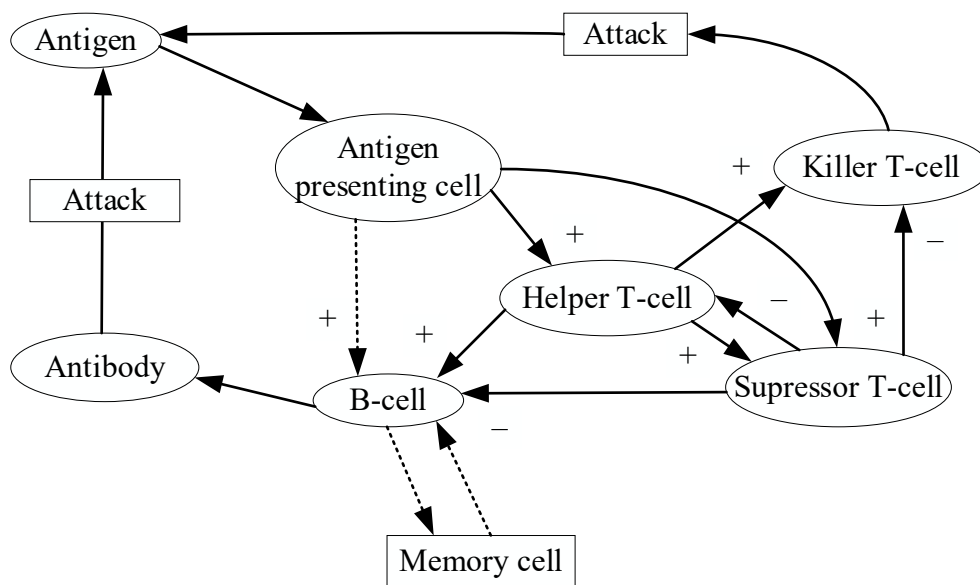 Antigen
Attack
Antigen
presenting cell
+
Killer T-cell
Attack
+
−
Helper T-cell
−
+
+
+
+
Antibody
B-cell
−
Supressor T-cell
Memory cell